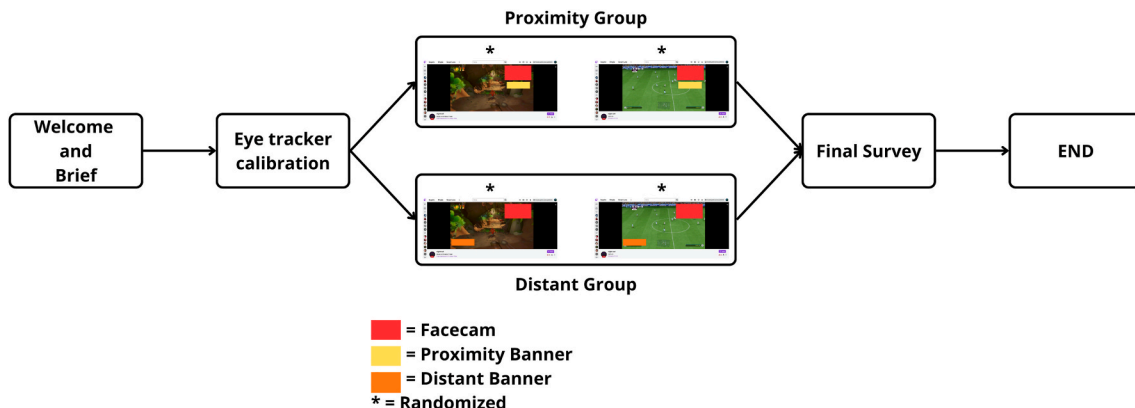 Proximity Group
*
*
Welcome
and
Brief
Eye tracker
calibration
Final Survey
END
*
*
Distant Group
= Facecam
= Proximity Banner
= Distant Banner
* = Randomized